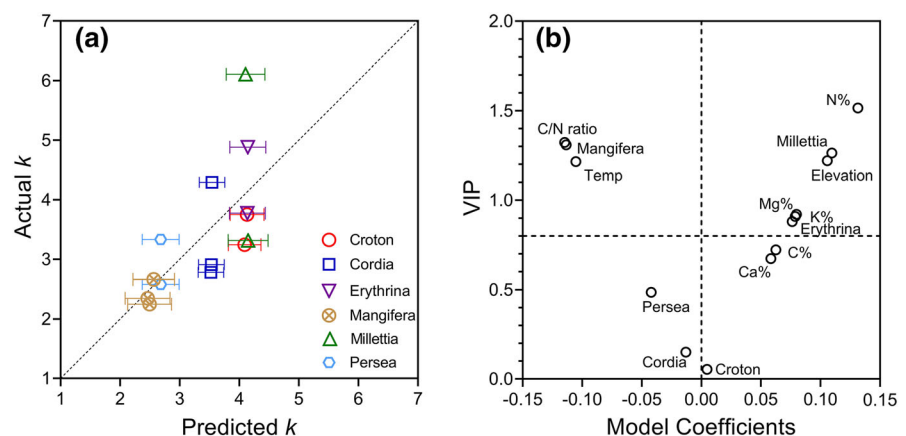 (a)
7
6
5
4
3
2
1
Actual k
1 2 3 4 5 6 7
Predicted k
Croton
Cordia
Erythrina
Mangifera
Millettia
Persea
(b)
2.0
1.5
1.0
0.5
0.0
VIP
N%
C/N ratio
Mangifera
Millettia
Temp
Elevation
Mg%
K%
Erythrina
C%
Ca%
Persea
Cordia
Croton
-0.15 -0.10 -0.05 0.00 0.05 0.10 0.15
Model Coefficients